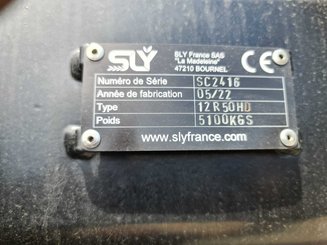 SLY
SLY France SAS
"La Madeleine"
47210 BOURNEL
CE
Numéro de Série SC2416
Année de fabrication 05/22
Type 12R50HD
Poids 5100KGS
www.slyfrance.com